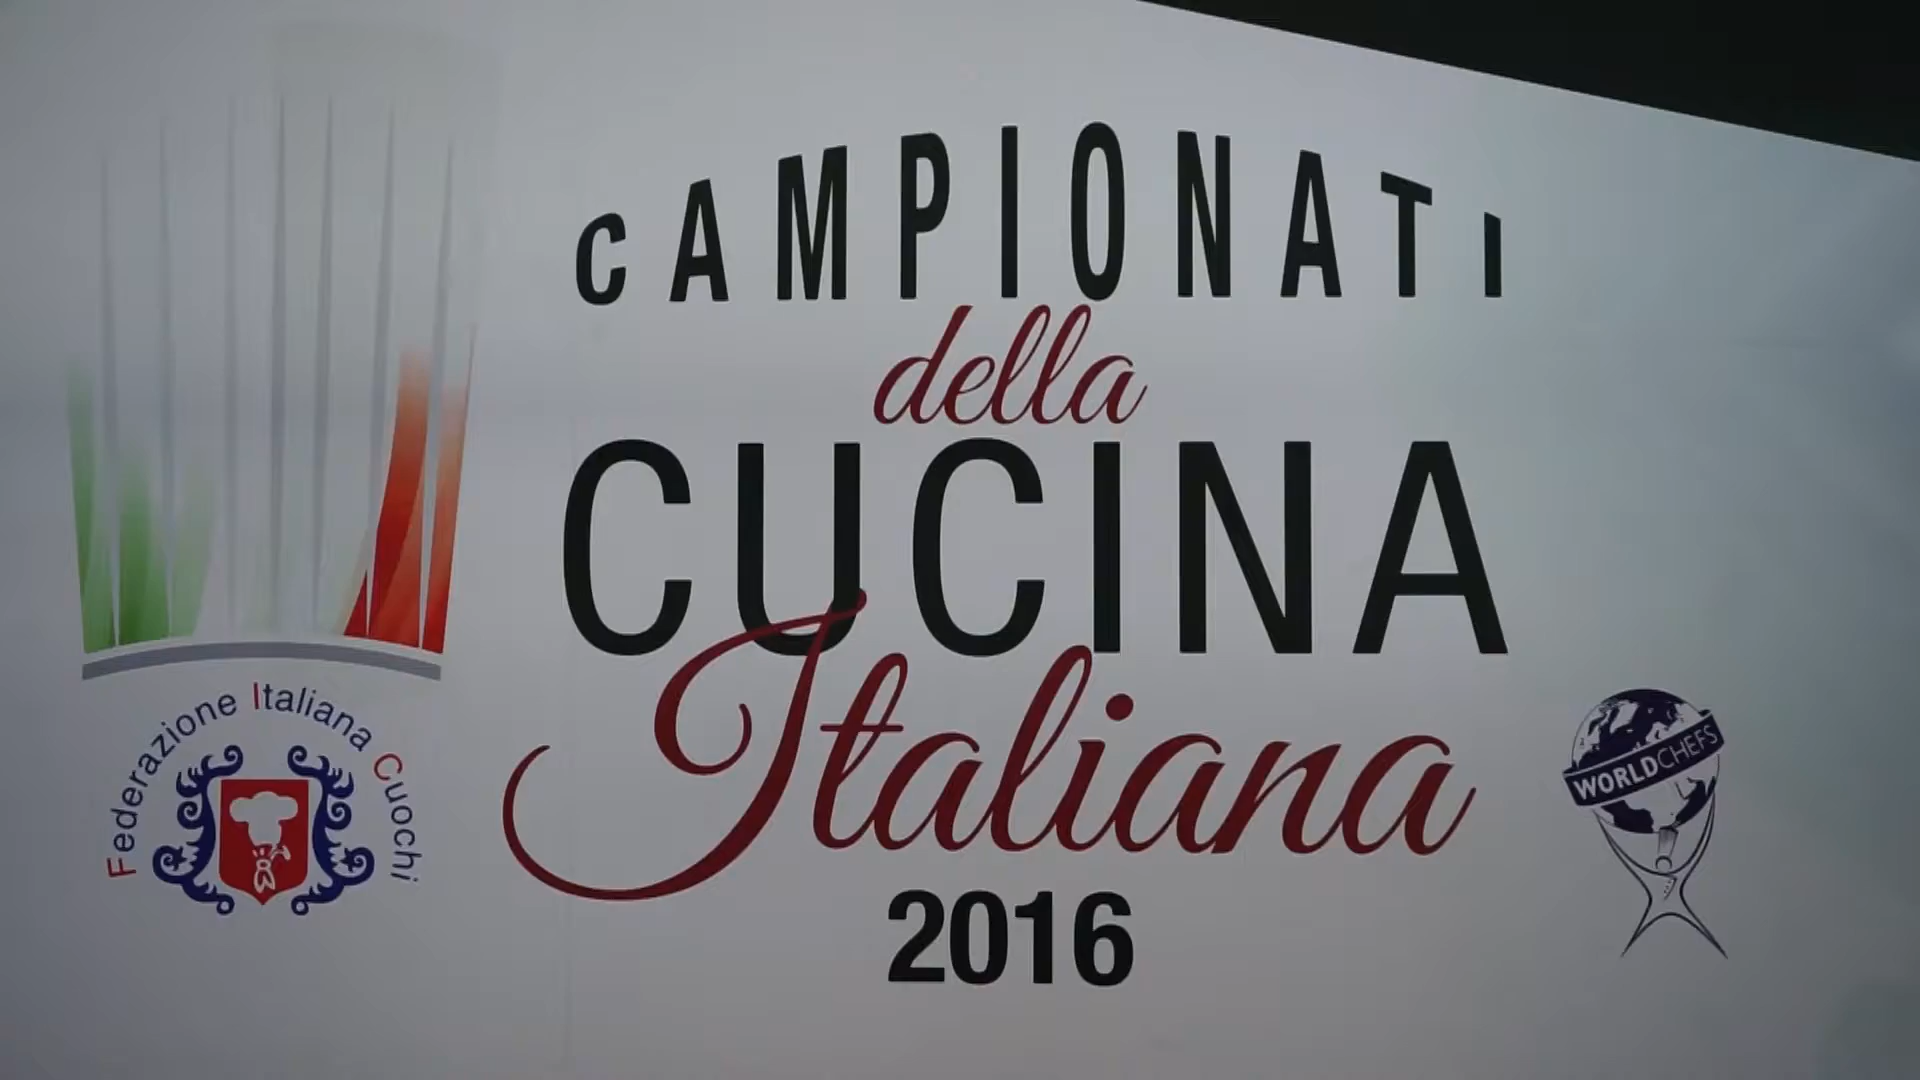 CAMPIONATI
della
CUCINA
Italiana
2016
Federazione Italiana Cuochi
WORLDCHEFS